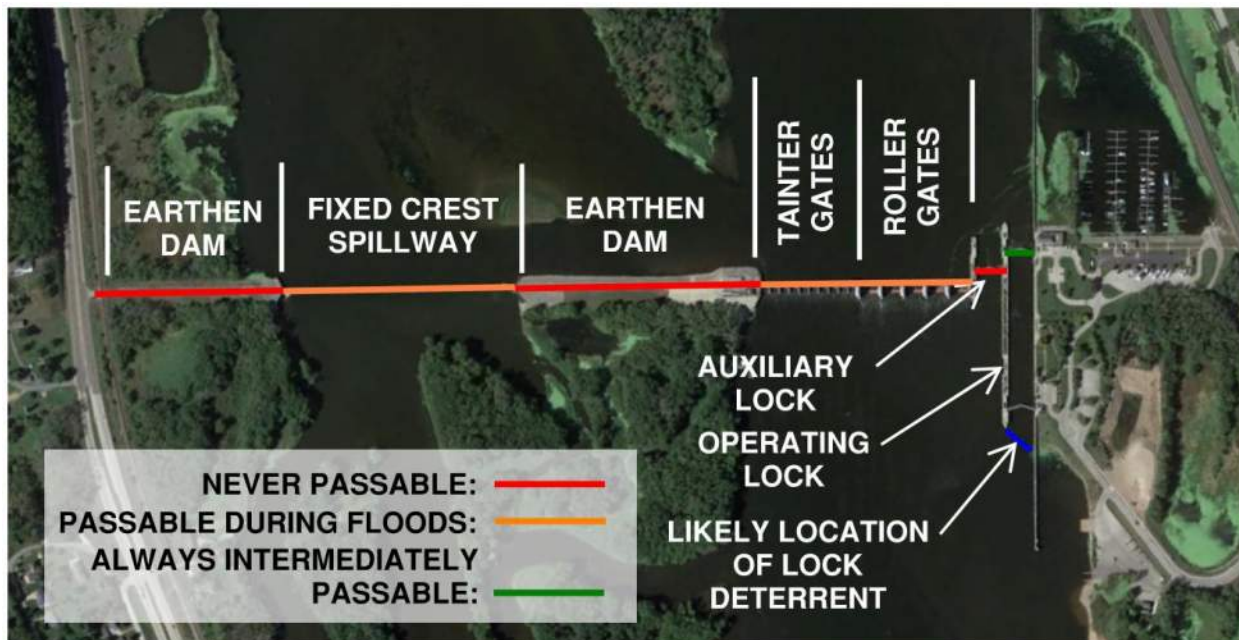 EARTHEN
DAM
FIXED CREST
SPILLWAY
EARTHEN
DAM
TAINTER
GATES
ROLLER
GATES
AUXILIARY
LOCK
OPERATING
LOCK
LIKELY LOCATION
OF LOCK
DETERRENT
NEVER PASSABLE:
PASSABLE DURING FLOODS:
ALWAYS INTERMEDIATELY
PASSABLE: